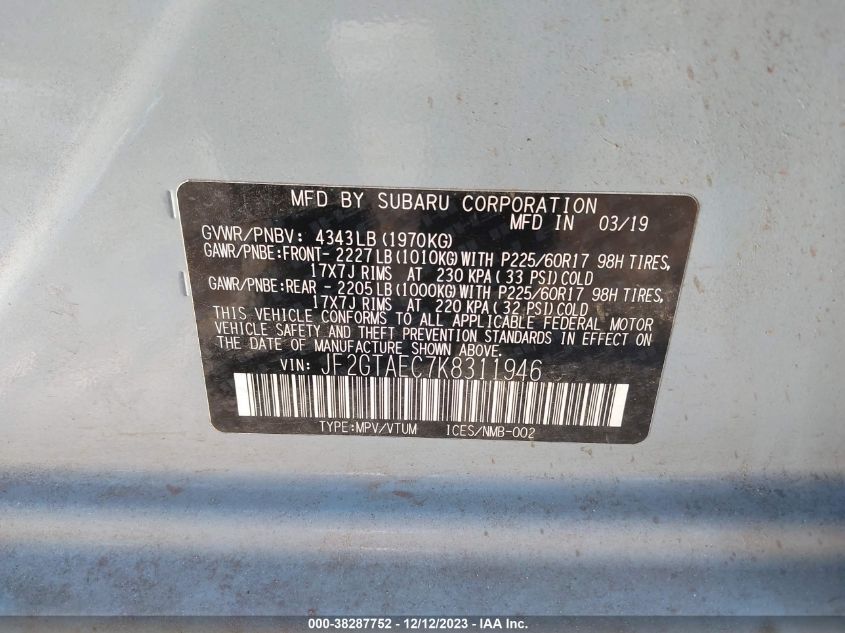 MFD BY SUBARU CORPORATION
MFD IN 03/19
GVWR/PNBV: 4343LB(1970KG)
GAWR/PNBE:FRONT-2227LB(1010KG)WITH P225/60R17 98H TIRES,
17X7J RIMS AT 230 KPA(33 PSI)COLD
GAWR/PNBE:REAR -2205LB(1000KG)WITH P225/60R17 98H TIRES,
17X7J RIMS AT 220 KPA(32 PSI)COLD
THIS VEHICLE CONFORMS TO ALL APPLICABLE FEDERAL MOTOR
VEHICLE SAFETY AND THEFT PREVENTION STANDARDS IN EFFECT ON
THE DATE OF MANUFACTURE SHOWN ABOVE.
VIN: JF2GTAEC7K8311946
TYPE:MPV/VTUM ICES/NMB-002
000-38287752 - 12/12/2023 - IAA Inc.